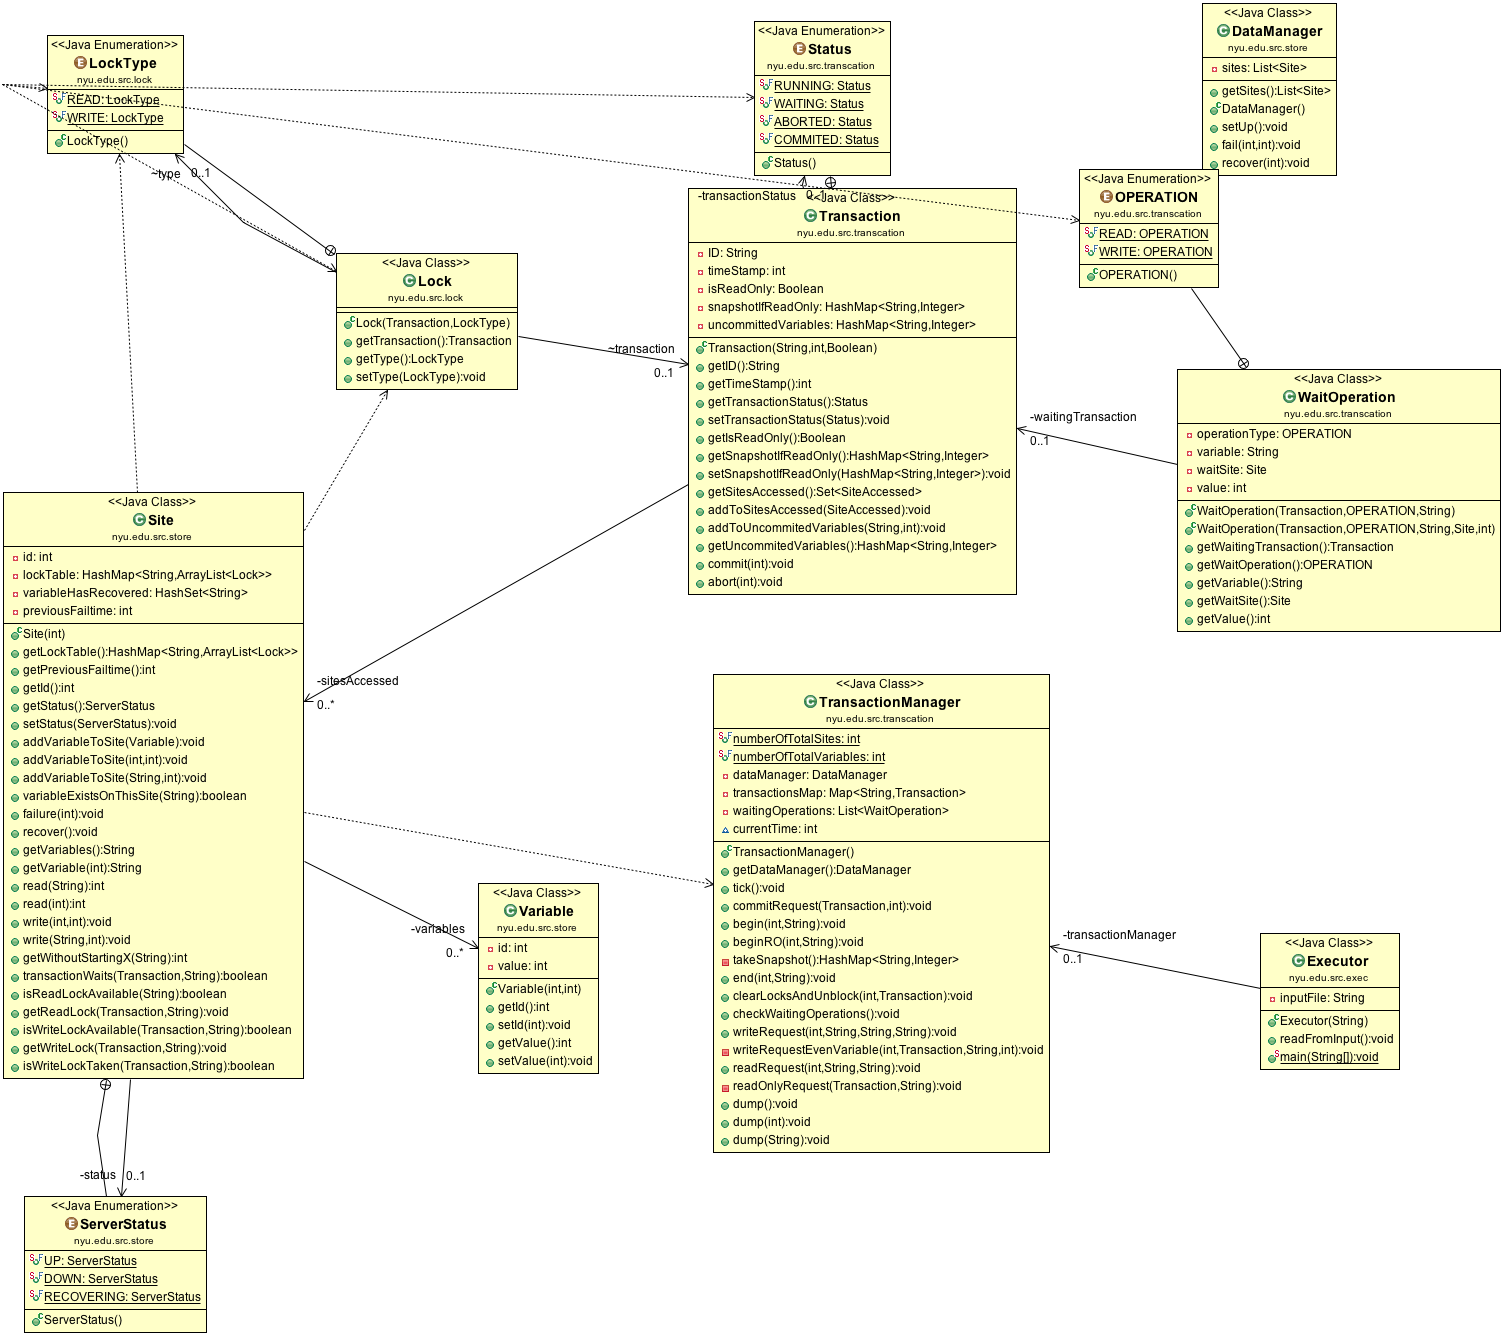 <<Java Enumeration>>
LockType
nyu.edu.src.lock
READ: LockType
WRITE: LockType
LockType()
~type
0..1
<<Java Enumeration>>
Status
nyu.edu.src.transcation
RUNNING: Status
WAITING: Status
ABORTED: Status
COMMITED: Status
Status()
<<Java Class>>
DataManager
nyu.edu.src.store
sites: List<Site>
getSites():List<Site>
DataManager()
setUp():void
fail(int,int):void
recover(int):void
<<Java Enumeration>>
OPERATION
nyu.edu.src.transcation
READ: OPERATION
WRITE: OPERATION
OPERATION()
<<Java Class>>
Lock
nyu.edu.src.lock
Lock(Transaction,LockType)
getTransaction():Transaction
getType():LockType
setType(LockType):void
~transaction
0..1
-transactionStatus
0..1
<<Java Class>>
Transaction
nyu.edu.src.transcation
ID: String
timeStamp: int
isReadOnly: Boolean
snapshotIfReadOnly: HashMap<String,Integer>
uncommittedVariables: HashMap<String,Integer>
Transaction(String,int,Boolean)
getID():String
getTimeStamp():int
getTransactionStatus():Status
setTransactionStatus(Status):void
getIsReadOnly():Boolean
getSnapshotIfReadOnly():HashMap<String,Integer>
setSnapshotIfReadOnly(HashMap<String,Integer>):void
getSitesAccessed():Set<SiteAccessed>
addToSitesAccessed(SiteAccessed):void
addToUncommitedVariables(String,int):void
getUncommitedVariables():HashMap<String,Integer>
commit(int):void
abort(int):void
-waitingTransaction
0..1
<<Java Class>>
WaitOperation
nyu.edu.src.transcation
operationType: OPERATION
variable: String
waitSite: Site
value: int
WaitOperation(Transaction,OPERATION,String)
WaitOperation(Transaction,OPERATION,String,Site,int)
getWaitingTransaction():Transaction
getWaitOperation():OPERATION
getVariable():String
getWaitSite():Site
getValue():int
<<Java Class>>
Site
nyu.edu.src.store
id: int
lockTable: HashMap<String,ArrayList<Lock>>
variableHasRecovered: HashSet<String>
previousFailtime: int
Site(int)
getLockTable():HashMap<String,ArrayList<Lock>>
getPreviousFailtime():int
getId():int
getStatus():ServerStatus
setStatus(ServerStatus):void
addVariableToSite(Variable):void
addVariableToSite(int,int):void
addVariableToSite(String,int):void
variableExistsOnThisSite(String):boolean
failure(int):void
recover():void
getVariables():String
getVariable(int):String
read(String):int
read(int):int
write(int,int):void
write(String,int):void
getWithoutStartingX(String):int
transactionWaits(Transaction,String):boolean
isReadLockAvailable(String):boolean
getReadLock(Transaction,String):void
isWriteLockAvailable(Transaction,String):boolean
getWriteLock(Transaction,String):void
isWriteLockTaken(Transaction,String):boolean
-sitesAccessed
0..*
-variables
0..*
<<Java Class>>
Variable
nyu.edu.src.store
id: int
value: int
Variable(int,int)
getId():int
setId(int):void
getValue():int
setValue(int):void
<<Java Class>>
TransactionManager
nyu.edu.src.transcation
numberOfTotalSites: int
numberOfTotalVariables: int
dataManager: DataManager
transactionsMap: Map<String,Transaction>
waitingOperations: List<WaitOperation>
currentTime: int
TransactionManager()
getDataManager():DataManager
tick():void
commitRequest(Transaction,int):void
begin(int,String):void
beginRO(int,String):void
takeSnapshot():HashMap<String,Integer>
end(int,String):void
clearLocksAndUnblock(int,Transaction):void
checkWaitingOperations():void
writeRequest(int,String,String,String):void
writeRequestEvenVariable(int,Transaction,String,int):void
readRequest(int,String,String):void
readOnlyRequest(Transaction,String):void
dump():void
dump(int):void
dump(String):void
-transactionManager
0..1
<<Java Class>>
Executor
nyu.edu.src.exec
inputFile: String
Executor(String)
readFromInput():void
main(String[]):void
-status
0..1
<<Java Enumeration>>
ServerStatus
nyu.edu.src.store
UP: ServerStatus
DOWN: ServerStatus
RECOVERING: ServerStatus
ServerStatus()